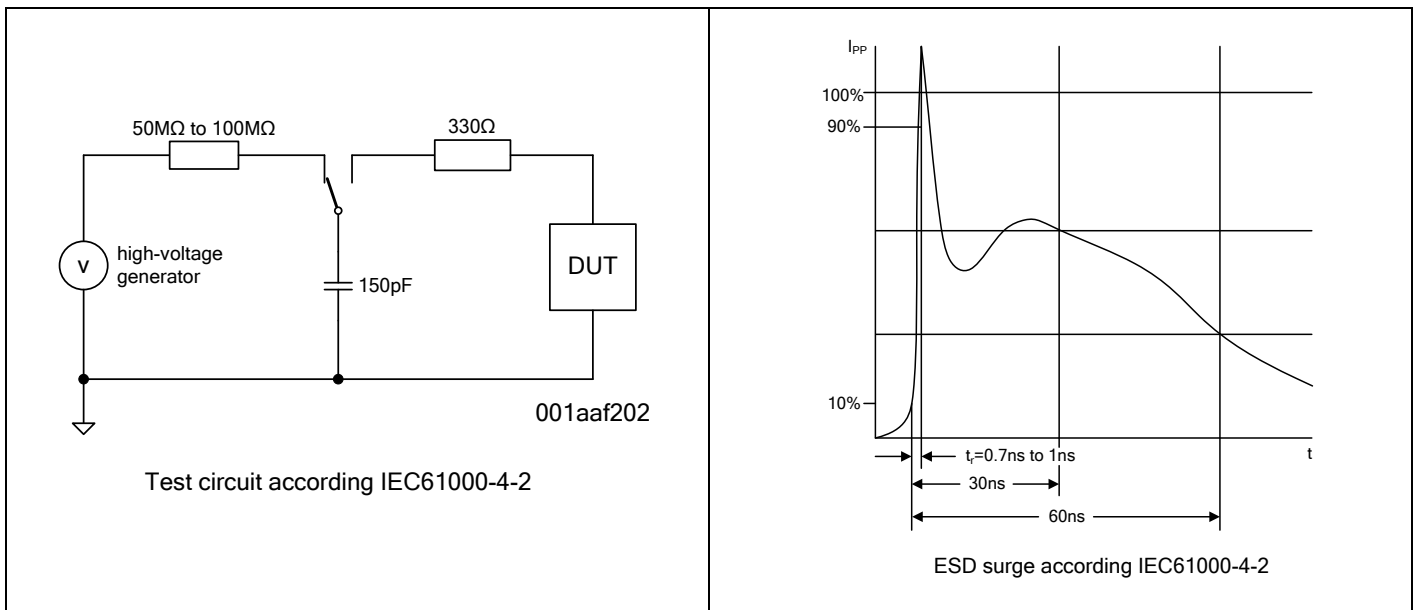 50MΩ to 100MΩ
330Ω
V
high-voltage
generator
150pF
DUT
001aaf202
Test circuit according IEC61000-4-2
IPP
100%
90%
10%
t
tr=0.7ns to 1ns
30ns
60ns
ESD surge according IEC61000-4-2